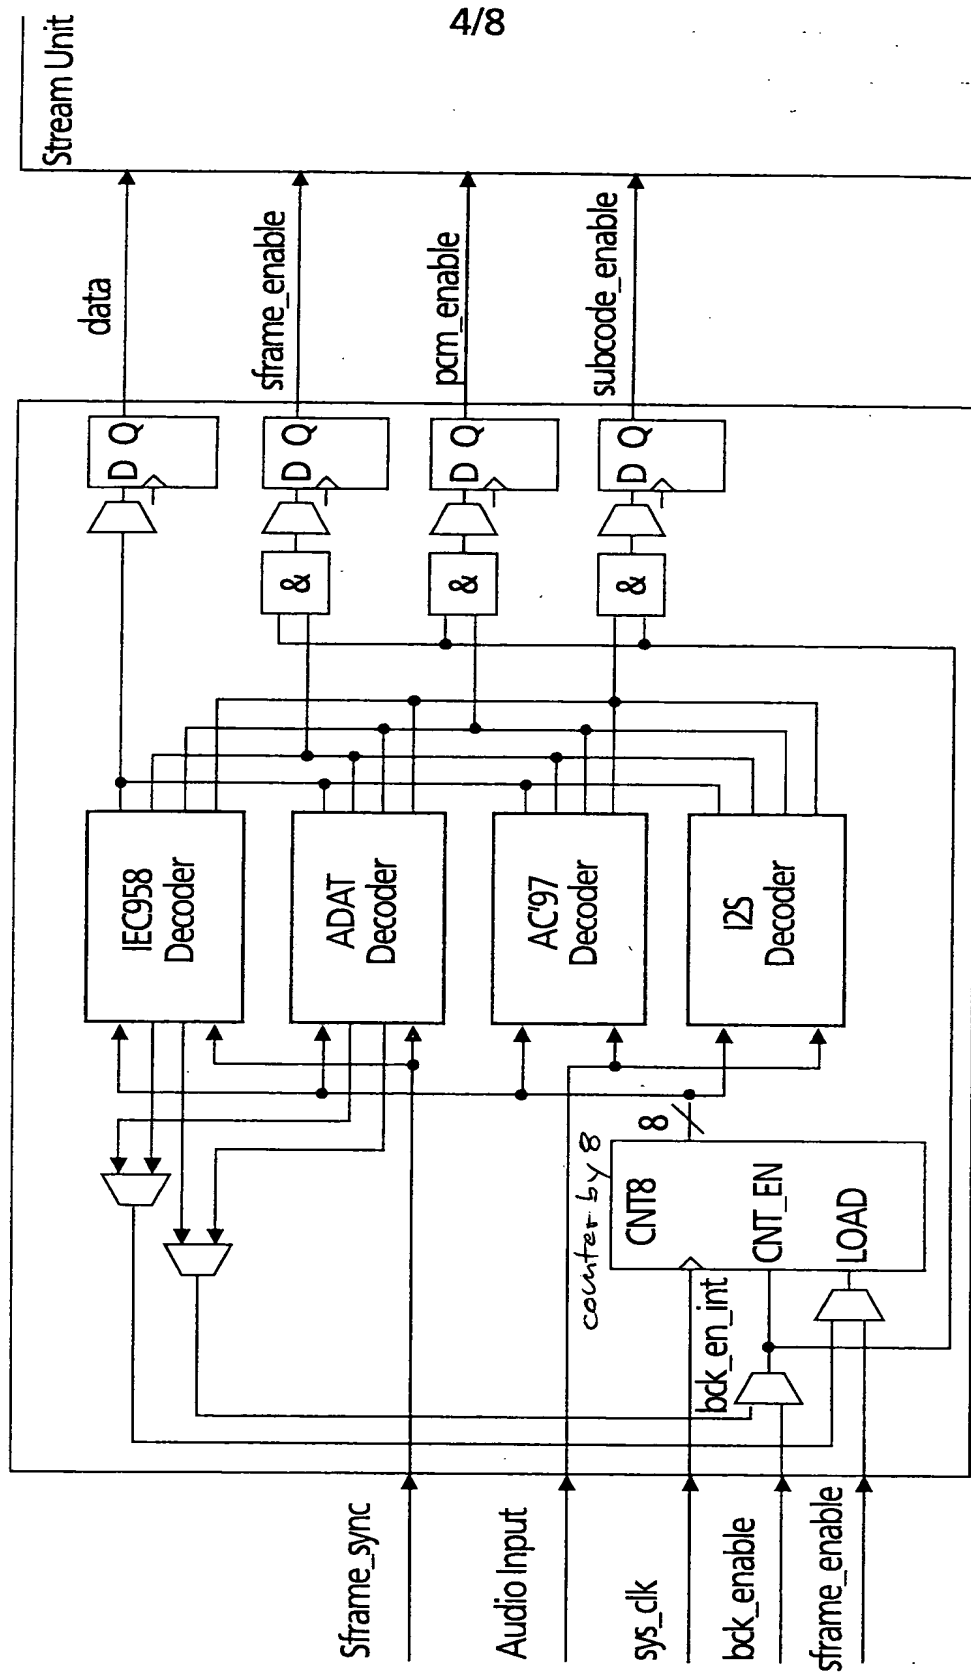 4/8
Stream Unit
data
sframe_enable
pcm_enable
subcode_enable
D Q
D Q
D Q
D Q
&
&
&
IEC958
Decoder
ADAT
Decoder
AC'97
Decoder
I2S
Decoder
counter by 8
8
CNT8
CNT_EN
LOAD
bck_en_int
Sframe_sync
Audio Input
sys_clk
bck_enable
sframe_enable